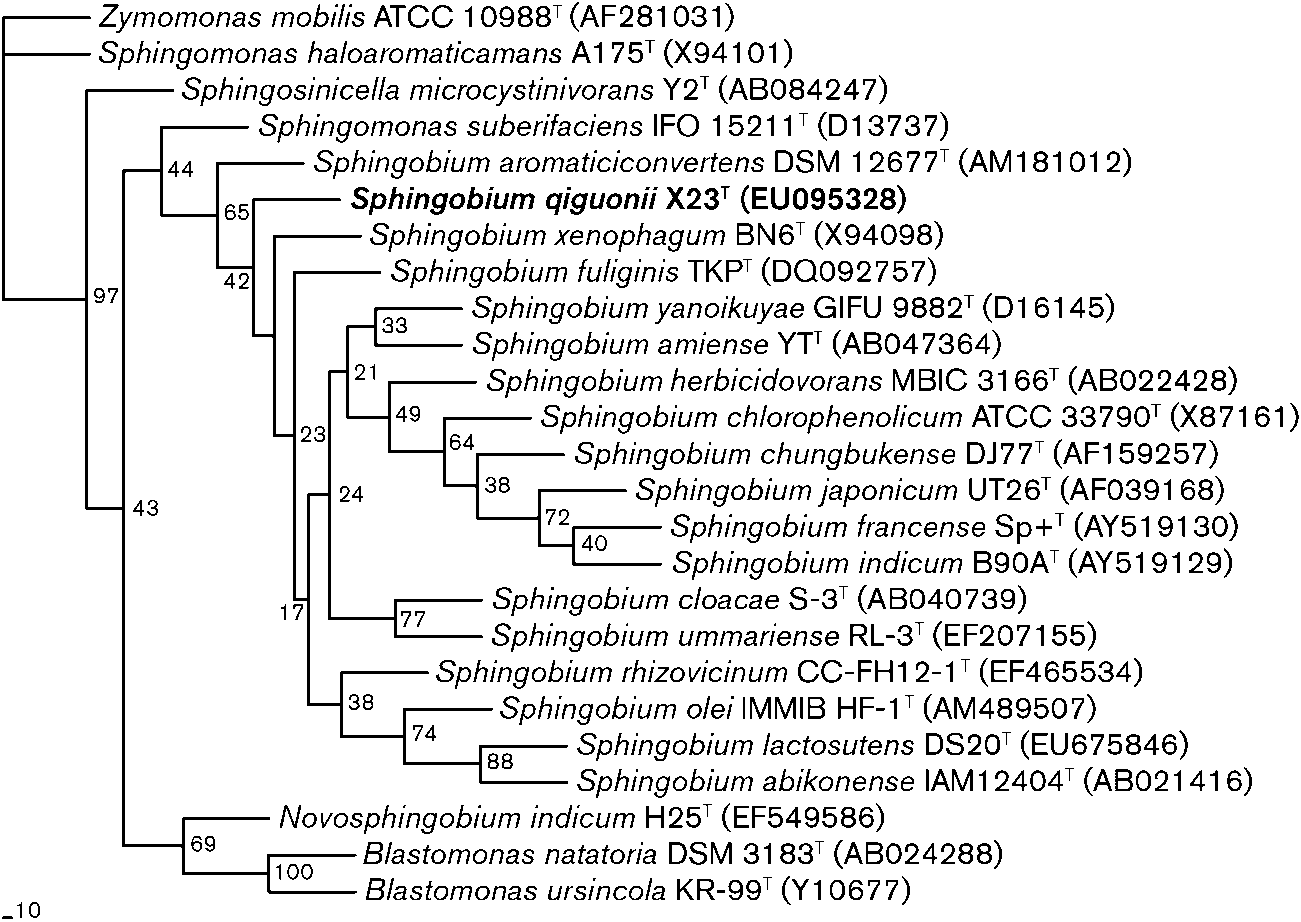 Zymomonas mobilis ATCC 10988ᵀ (AF281031)
Sphingomonas haloaromaticamans A175ᵀ (X94101)
Sphingosinicella microcystinivorans Y2ᵀ (AB084247)
Sphingomonas suberifaciens IFO 15211ᵀ (D13737)
44
Sphingobium aromaticiconvertens DSM 12677ᵀ (AM181012)
Sphingobium qiguonii X23ᵀ (EU095328)
65
Sphingobium xenophagum BN6ᵀ (X94098)
Sphingobium fuliginis TKPᵀ (DQ092757)
42
97
Sphingobium yanoikuyae GIFU 9882ᵀ (D16145)
33
Sphingobium amiense YTᵀ (AB047364)
21
Sphingobium herbicidovorans MBIC 3166ᵀ (AB022428)
49
Sphingobium chlorophenolicum ATCC 33790ᵀ (X87161)
23
64
Sphingobium chungbukense DJ77ᵀ (AF159257)
38
Sphingobium japonicum UT26ᵀ (AF039168)
24
43
72
Sphingobium francense Sp+ᵀ (AY519130)
40
Sphingobium indicum B90Aᵀ (AY519129)
Sphingobium cloacae S-3ᵀ (AB040739)
17
77
Sphingobium ummariense RL-3ᵀ (EF207155)
Sphingobium rhizovicinum CC-FH12-1ᵀ (EF465534)
38
Sphingobium olei IMMIB HF-1ᵀ (AM489507)
74
Sphingobium lactosutens DS20ᵀ (EU675846)
88
Sphingobium abikonense IAM12404ᵀ (AB021416)
Novosphingobium indicum H25ᵀ (EF549586)
69
Blastomonas natatoria DSM 3183ᵀ (AB024288)
100
Blastomonas ursincola KR-99ᵀ (Y10677)
10